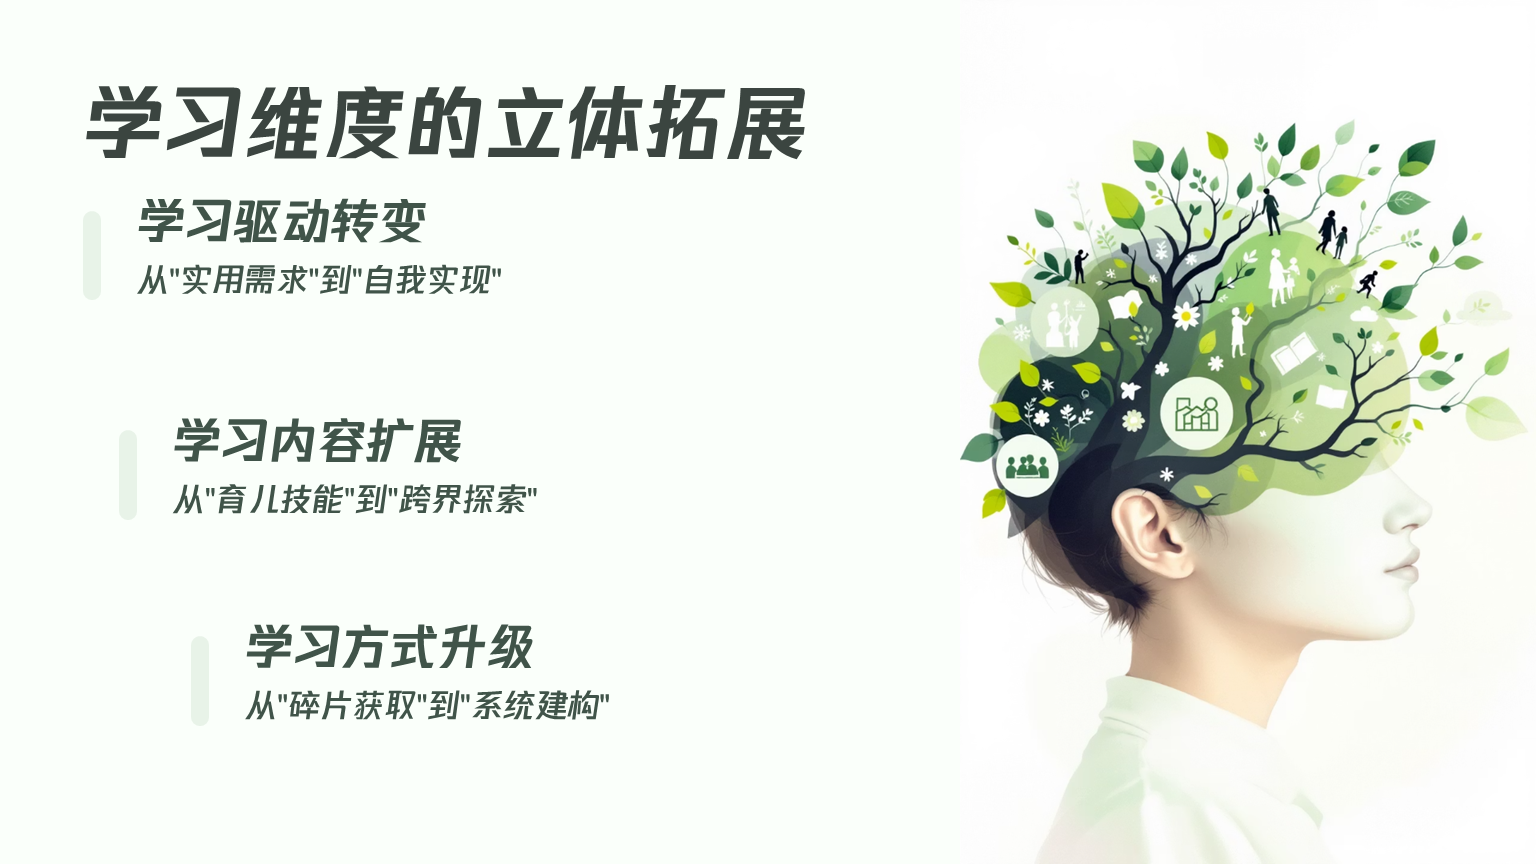 学习维度的立体拓展
学习驱动转变
从"实用需求"到"自我实现"
学习内容扩展
从"育儿技能"到"跨界探索"
学习方式升级
从"碎片获取"到"系统建构"